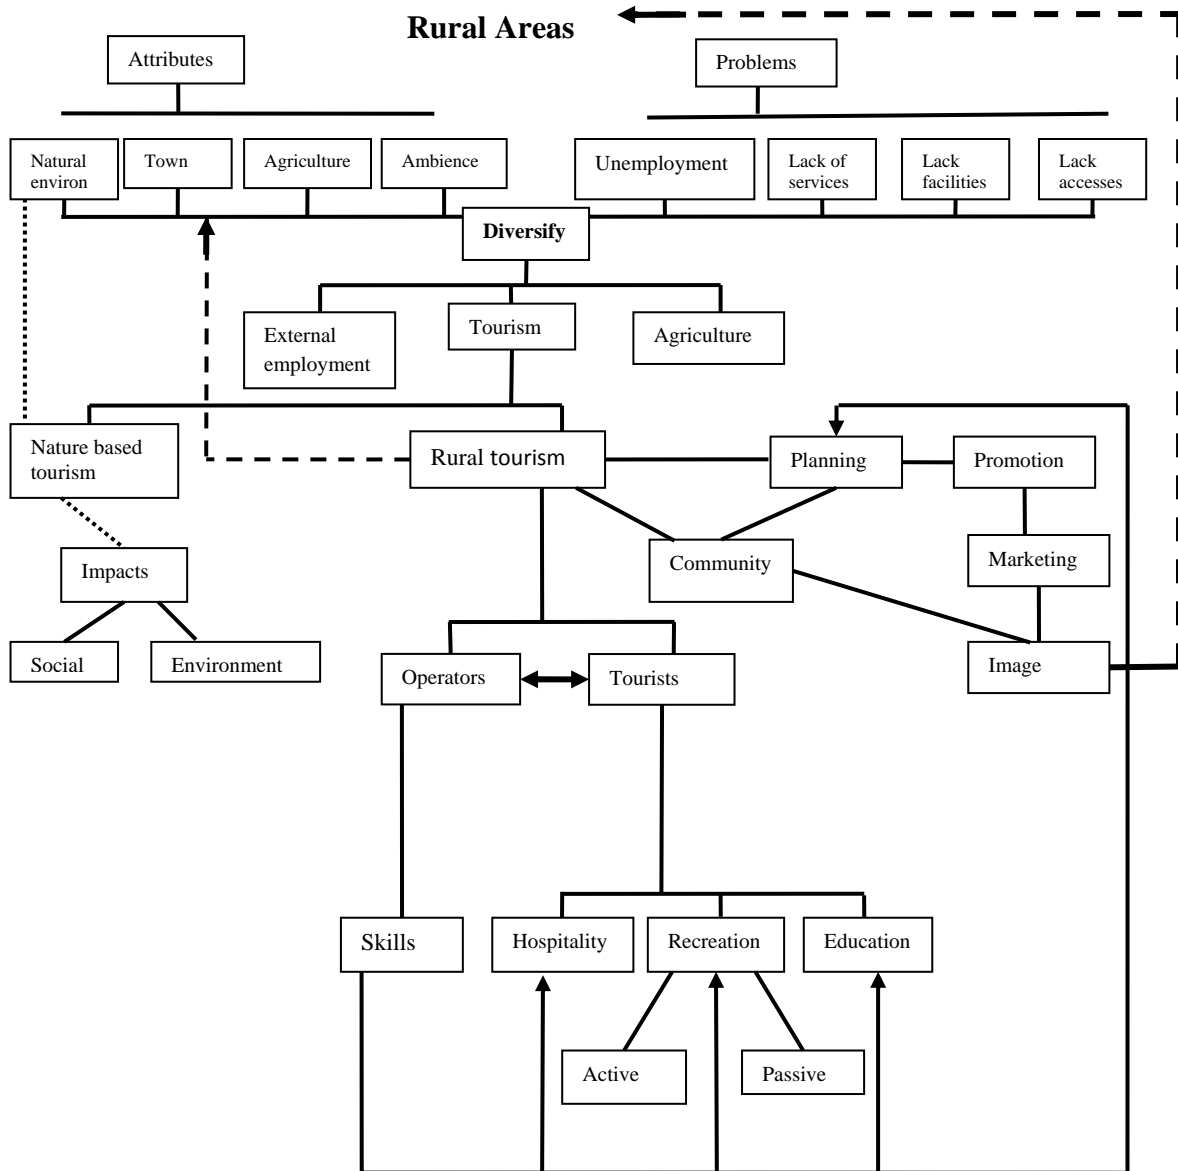 Rural Areas
Attributes
Problems
Natural
environ
Town
Agriculture
Ambience
Unemployment
Lack of
services
Lack
facilities
Lack
accesses
Diversify
External
employment
Tourism
Agriculture
Nature based
tourism
Rural tourism
Planning
Promotion
Impacts
Community
Marketing
Social
Environment
Operators
Tourists
Image
Skills
Hospitality
Recreation
Education
Active
Passive